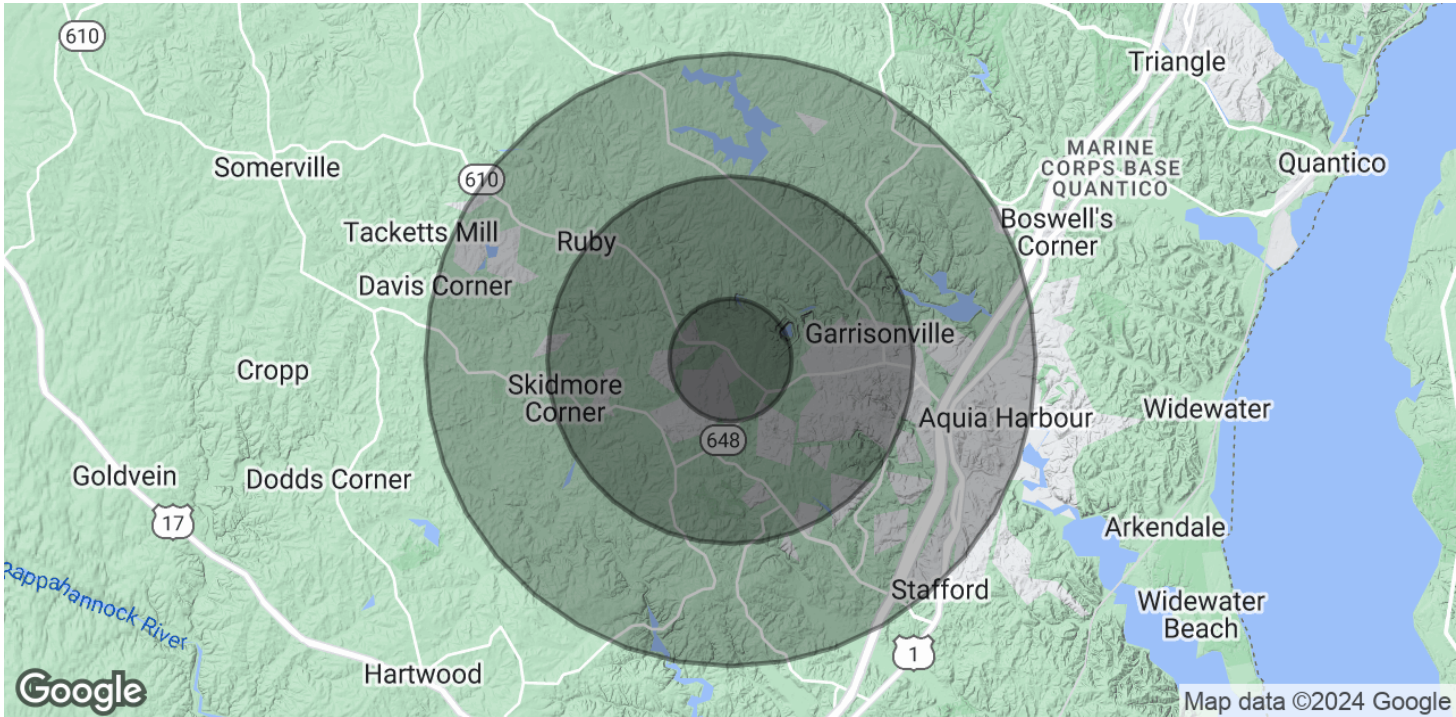 610
Triangle
MARINE
CORPS BASE
QUANTICO
Quantico
Somerville
610
Boswell's
Corner
Tacketts Mill
Ruby
Davis Corner
Garrisonville
Cropp
Skidmore
Corner
Aquia Harbour
Widewater
648
Goldvein
Dodds Corner
17
Arkendale
Rappahannock River
Stafford
Widewater
Beach
1
Hartwood
Google
Map data ©2024 Google